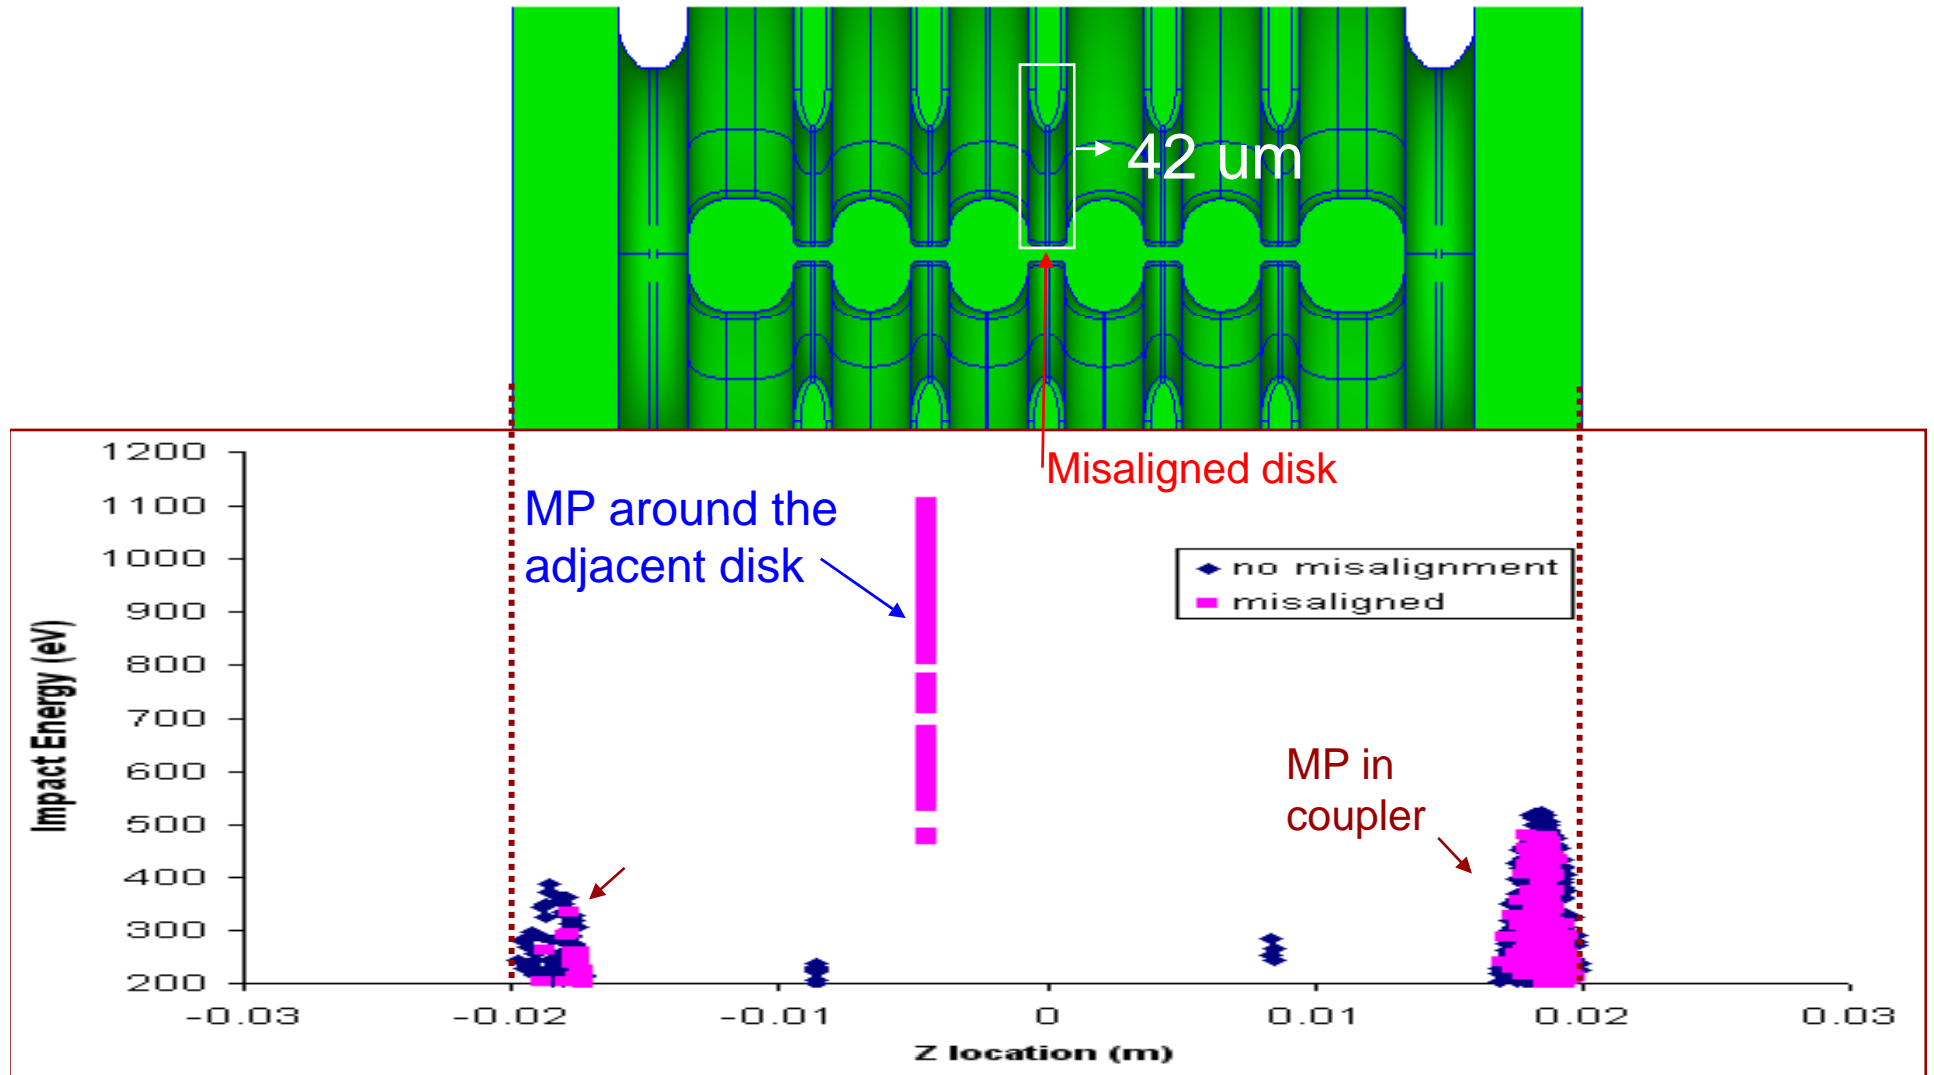 42 um
Misaligned disk
MP around the
adjacent disk
no misalignment
misaligned
MP in
coupler
Impact Energy (eV)
1200
1100
1000
900
800
700
600
500
400
300
200
-0.03
-0.02
-0.01
0
0.01
0.02
0.03
Z location (m)